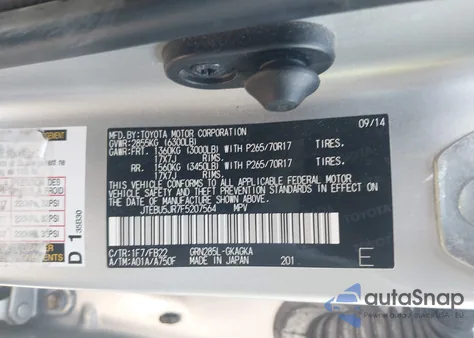 MFD.BY:TOYOTA MOTOR CORPORATION 09/14
GVWR:2855KG (6300LB)
GAWR: FRT. 1360KG (3000LB) WITH P265/70R17 TIRES.
17X7J RIMS.
RR. 1560KG (3450LB) WITH P265/70R17 TIRES.
17X7J RIMS.
THIS VEHICLE CONFORMS TO ALL APPLICABLE FEDERAL
MOTOR VEHICLE SAFETY AND THEFT PREVENTION
STANDARDS IN EFFECT ON THE DATE OF MANUFACTURE
SHOWN ABOVE.
JTEBU5JR7F5207564 MPV
C/TR:1F7/FB22 GRN285L-GKAGKA
A/TM:A01A/A750F MADE IN JAPAN 201 E
D 1
35B30
autoSnap